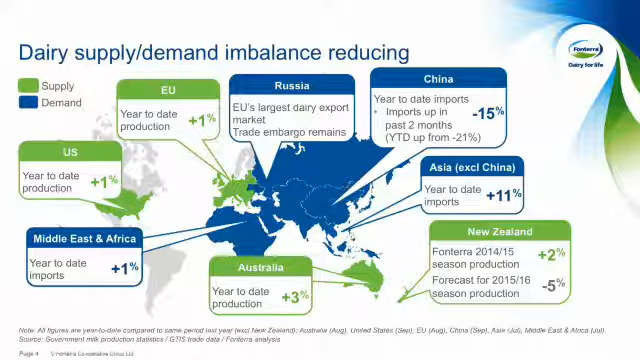 Fonterra
Dairy for life
Dairy supply/demand imbalance reducing
Supply
Demand
EU
Year to date
production
+1%
Russia
EU's largest dairy export
market
Trade embargo remains
China
Year to date imports
• Imports up in
past 2 months
(YTD up from -21%)
-15%
US
Year to date
production
+1%
Asia (excl China)
Year to date
imports
+11%
Middle East & Africa
Year to date
imports
+1%
Australia
Year to date
production
+3%
New Zealand
Fonterra 2014/15
season production
+2%
Forecast for 2015/16
season production
-5%
Note: All figures are year-to-date compared to same period last year (excl New Zealand): Australia (Aug), United States (Sep), EU (Aug), China (Sep), Asia (Jul), Middle East & Africa (Jul).
Source: Government milk production statistics / GTIS trade data / Fonterra analysis
Page 4 © Fonterra Co-operative Group Ltd